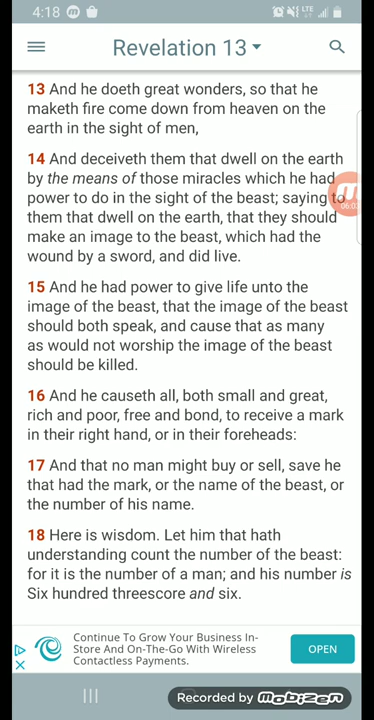 4:18
LTE
Revelation 13
13 And he doeth great wonders, so that he
maketh fire come down from heaven on the
earth in the sight of men,
14 And deceiveth them that dwell on the earth
by the means of those miracles which he had
power to do in the sight of the beast; saying to
them that dwell on the earth, that they should
make an image to the beast, which had the
wound by a sword, and did live.
15 And he had power to give life unto the
image of the beast, that the image of the beast
should both speak, and cause that as many
as would not worship the image of the beast
should be killed.
16 And he causeth all, both small and great,
rich and poor, free and bond, to receive a mark
in their right hand, or in their foreheads:
17 And that no man might buy or sell, save he
that had the mark, or the name of the beast, or
the number of his name.
18 Here is wisdom. Let him that hath
understanding count the number of the beast:
for it is the number of a man; and his number is
Six hundred threescore and six.
Continue To Grow Your Business In-
Store And On-The-Go With Wireless
Contactless Payments.
OPEN
Recorded by mobizen